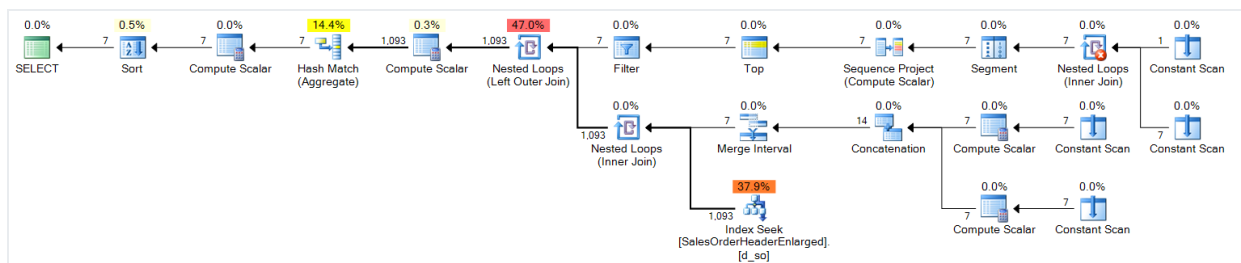 0.0% 0.5% 0.0% 14.4% 0.3% 47.0% 0.0% 0.0% 0.0% 0.0% 0.0% 0.0%
7 7 7 1,093 1,093 7 7 7 7 7 1
SELECT Sort Compute Scalar Hash Match Compute Scalar Nested Loops Filter Top Sequence Project Segment Nested Loops Constant Scan
(Aggregate) (Left Outer Join) (Compute Scalar) (Inner Join)
0.0% 0.0% 0.0% 0.0% 0.0% 0.0%
1,093 7 14 7 7 7
Nested Loops Merge Interval Concatenation Compute Scalar Constant Scan Constant Scan
(Inner Join)
37.9% 0.0% 0.0%
1,093 7 7
Index Seek Compute Scalar Constant Scan
[SalesOrderHeaderEnlarged].
[d_so]